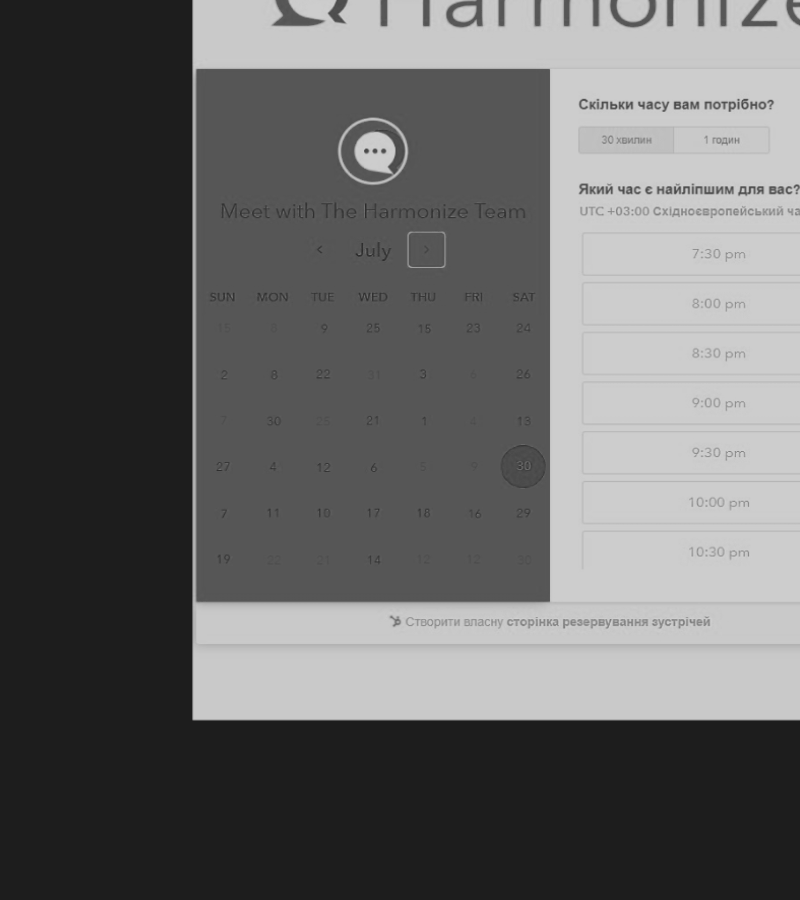 Harmonize
Meet with The Harmonize Team
July
SUN MON TUE WED THU FRI SAT
15 6 9 25 15 23 24
2 8 22 31 3 6 26
7 30 25 21 1 4 13
27 4 12 6 5 9 30
7 11 10 17 18 16 29
19 22 21 14 12 12 30
Скільки часу вам потрібно?
30 хвилин 1 годин
Який час є найліпшим для вас?
UTC +03:00 Східноєвропейський ча
7:30 pm
8:00 pm
8:30 pm
9:00 pm
9:30 pm
10:00 pm
10:30 pm
Створити власну сторінка резервування зустрічей